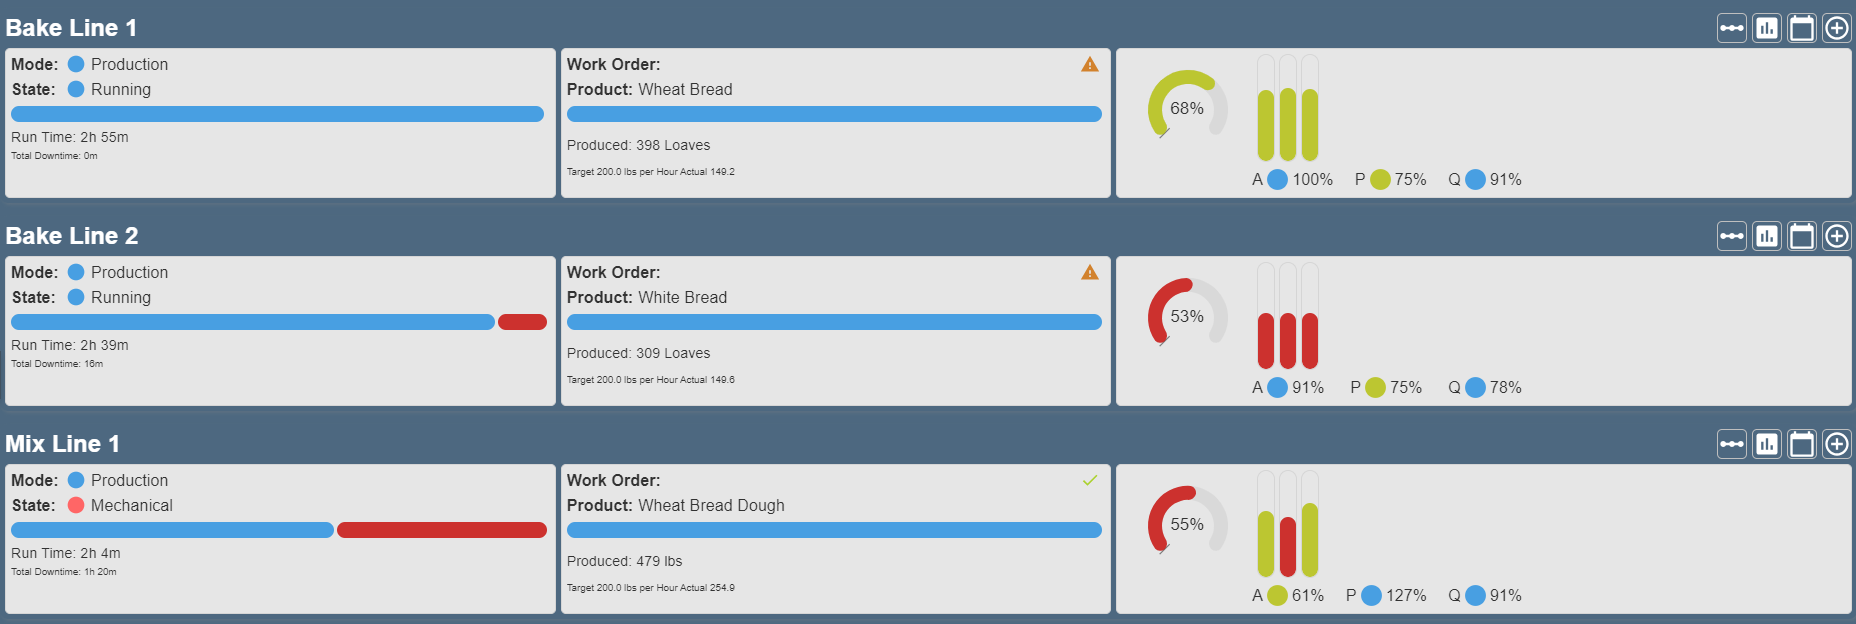 Bake Line 1
Mode: Production
State: Running
Run Time: 2h 55m
Total Downtime: 0m
Work Order:
Product: Wheat Bread
Produced: 398 Loaves
Target 200.0 lbs per Hour Actual 149.2
68%
A 100% P 75% Q 91%
Bake Line 2
Mode: Production
State: Running
Run Time: 2h 39m
Total Downtime: 16m
Work Order:
Product: White Bread
Produced: 309 Loaves
Target 200.0 lbs per Hour Actual 149.6
53%
A 91% P 75% Q 78%
Mix Line 1
Mode: Production
State: Mechanical
Run Time: 2h 4m
Total Downtime: 1h 20m
Work Order:
Product: Wheat Bread Dough
Produced: 479 lbs
Target 200.0 lbs per Hour Actual 254.9
55%
A 61% P 127% Q 91%